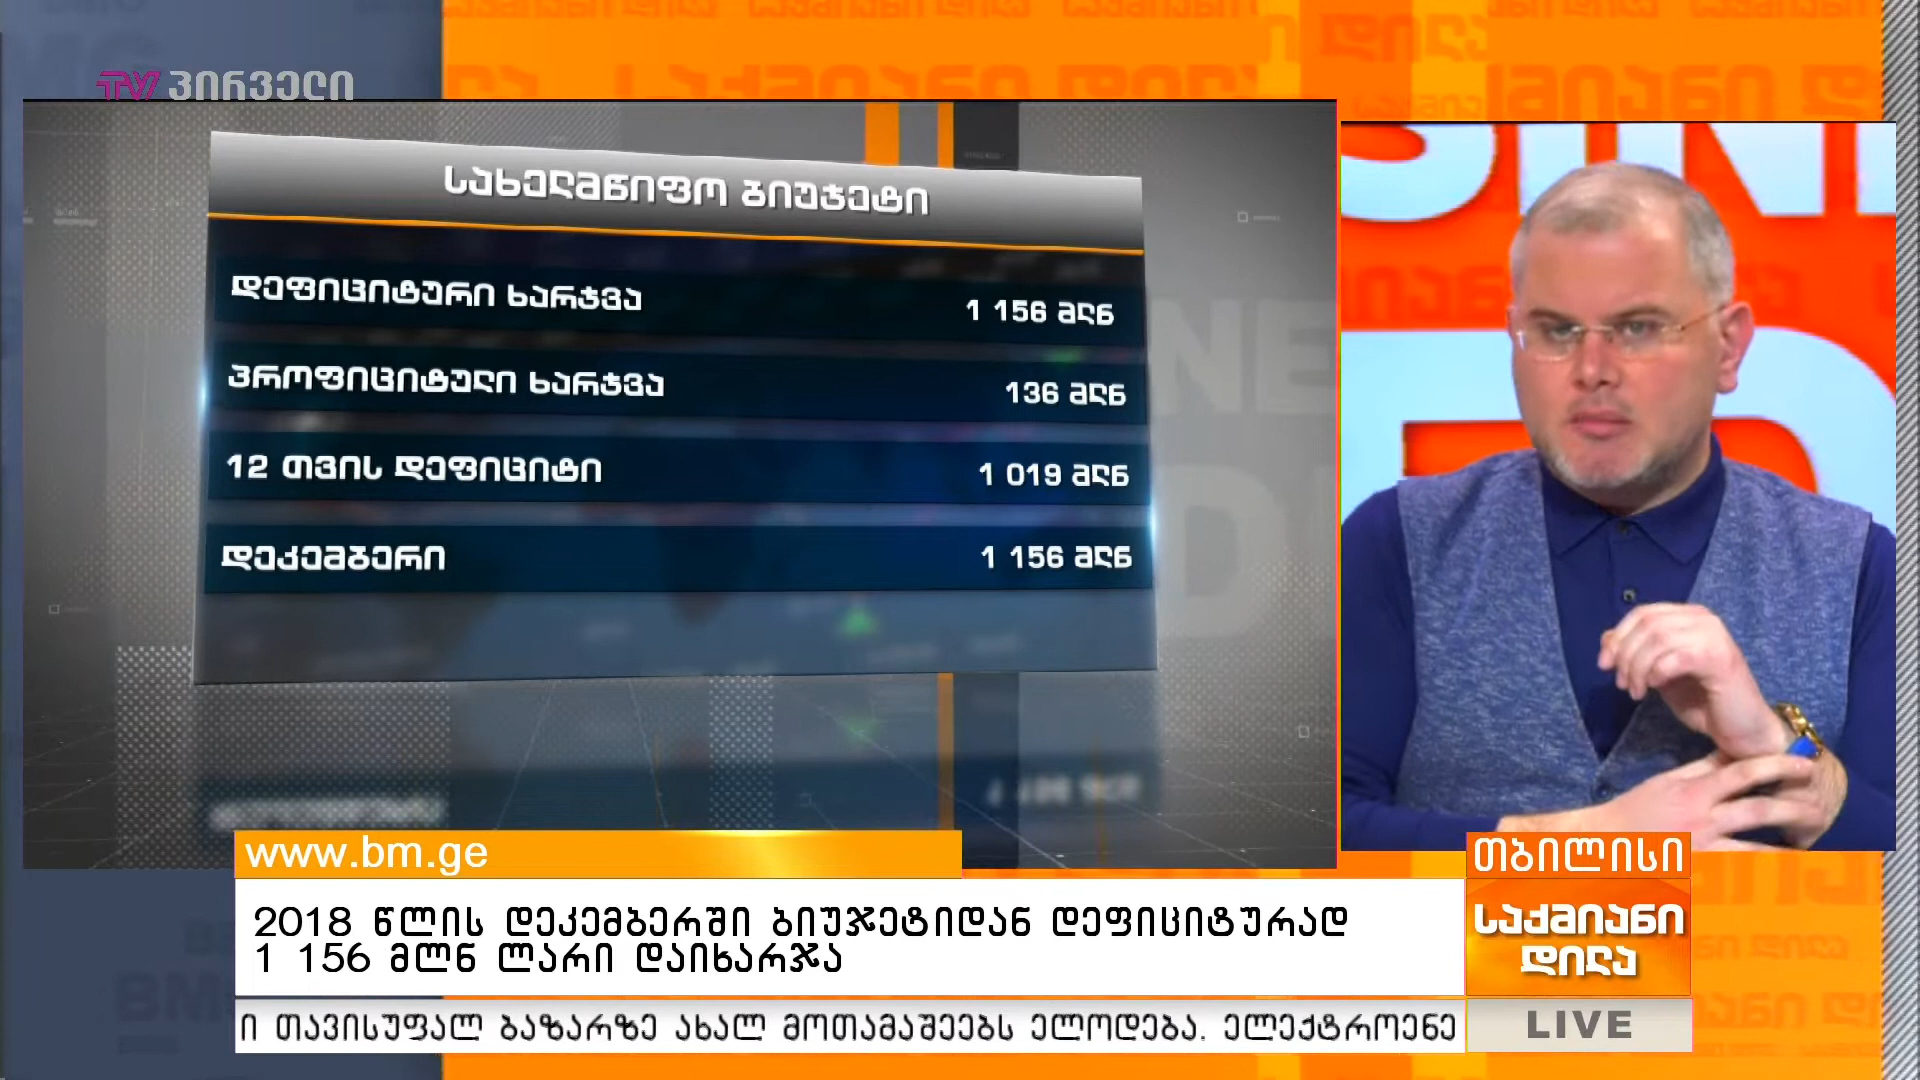 TV პირველი
სახელმწიფო ბიუჯეტი
დეფიციტური ხარჯვა 1 156 მლნ
პროფიციტული ხარჯვა 136 მლნ
12 თვის დეფიციტი 1 019 მლნ
დეკემბერი 1 156 მლნ
www.bm.ge
თბილისი
2018 წლის დეკემბერში ბიუჯეტიდან დეფიციტურად
1 156 მლნ ლარი დაიხარჯა
საქმიანი
დილა
ი თავისუფალ ბაზარზე ახალ მოთამაშეებს ელოდება. ელექტროენე
LIVE